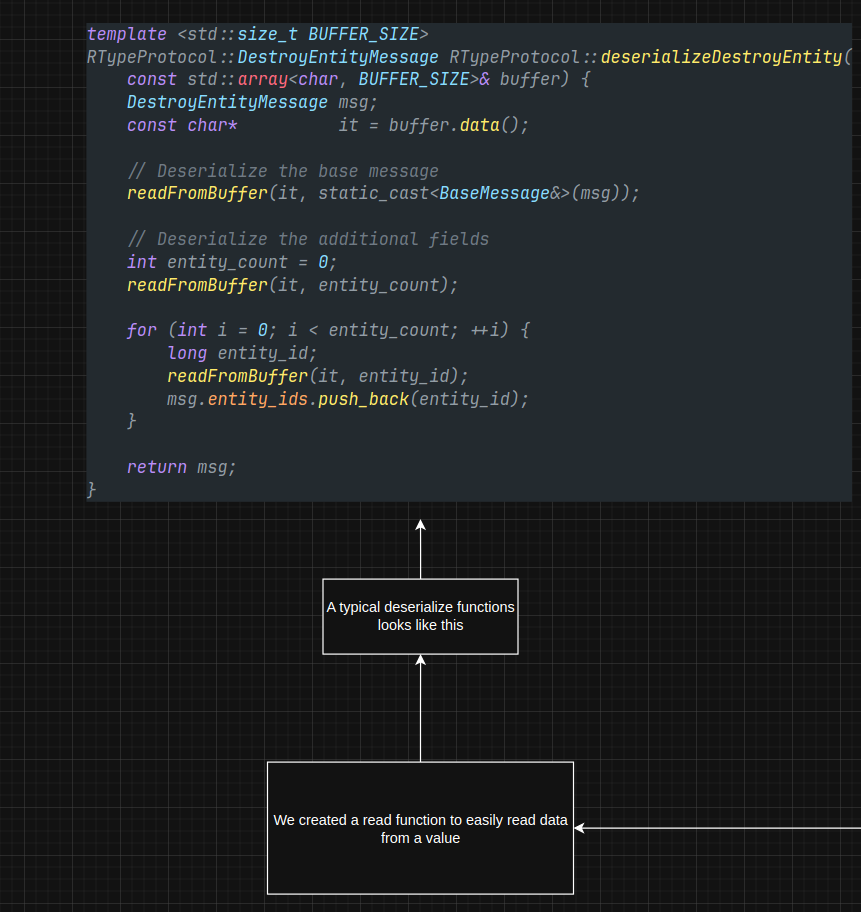 template <std::size_t BUFFER_SIZE>
RTypeProtocol::DestroyEntityMessage RTypeProtocol::deserializeDestroyEntity(
    const std::array<char, BUFFER_SIZE>& buffer) {
    DestroyEntityMessage msg;
    const char*          it = buffer.data();

    // Deserialize the base message
    readFromBuffer(it, static_cast<BaseMessage&>(msg));

    // Deserialize the additional fields
    int entity_count = 0;
    readFromBuffer(it, entity_count);

    for (int i = 0; i < entity_count; ++i) {
        long entity_id;
        readFromBuffer(it, entity_id);
        msg.entity_ids.push_back(entity_id);
    }

    return msg;
}
A typical deserialize functions
looks like this
We created a read function to easily read data
from a value